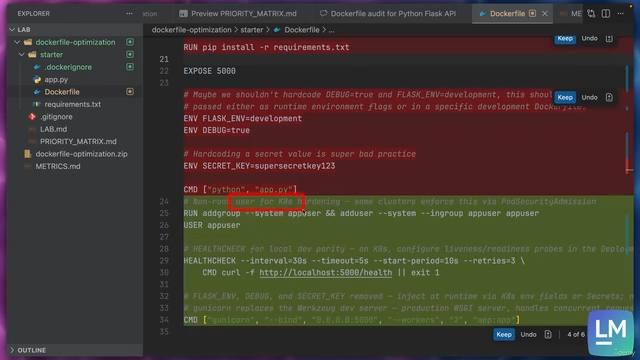 EXPLORER
Preview PRIORITY_MATRIX.md
Dockerfile audit for Python Flask API
Dockerfile
LAB
dockerfile-optimization
starter
.dockerignore
app.py
Dockerfile
requirements.txt
.gitignore
LAB.md
PRIORITY_MATRIX.md
dockerfile-optimization.zip
METRICS.md
OUTLINE
dockerfile-optimization > starter > Dockerfile > ...
RUN pip install -r requirements.txt
Keep Undo
21
22 EXPOSE 5000
23
# Maybe we shouldn't hardcode DEBUG=true and FLASK_ENV=development, this shou
Keep Undo
# passed either as runtime environment flags or in a specific development Dockerfile.
ENV FLASK_ENV=development
ENV DEBUG=true
# Hardcoding a secret value is super bad practice
ENV SECRET_KEY=supersecretkey123
CMD ["python", "app.py"]
24 # Non-root user for K8s hardening — some clusters enforce this via PodSecurityAdmission
25 RUN addgroup --system appuser && adduser --system --ingroup appuser appuser
26 USER appuser
27
28 # HEALTHCHECK for local dev parity — on K8s, configure liveness/readiness probes in the Deplo
29 HEALTHCHECK --interval=30s --timeout=5s --start-period=10s --retries=3 \
30 CMD curl -f http://localhost:5000/health || exit 1
31
32 # FLASK_ENV, DEBUG, and SECRET_KEY removed — inject at runtime via K8s env fields or Secrets;
33 # gunicorn replaces the Werkzeug dev server — production WSGI server, handles concurrent
34 CMD ["gunicorn", "--bind", "0.0.0.0:5000", "--workers", "2", "app:app"]
35
Keep Undo 4 of 6
LM